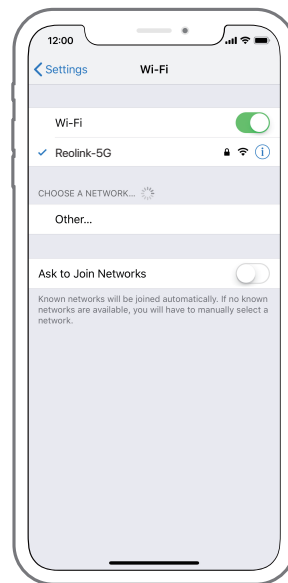 12:00
Settings
Wi-Fi
Wi-Fi
Reolink-5G
CHOOSE A NETWORK...
Other...
Ask to Join Networks
Known networks will be joined automatically. If no known
networks are available, you will have to manually select a
network.